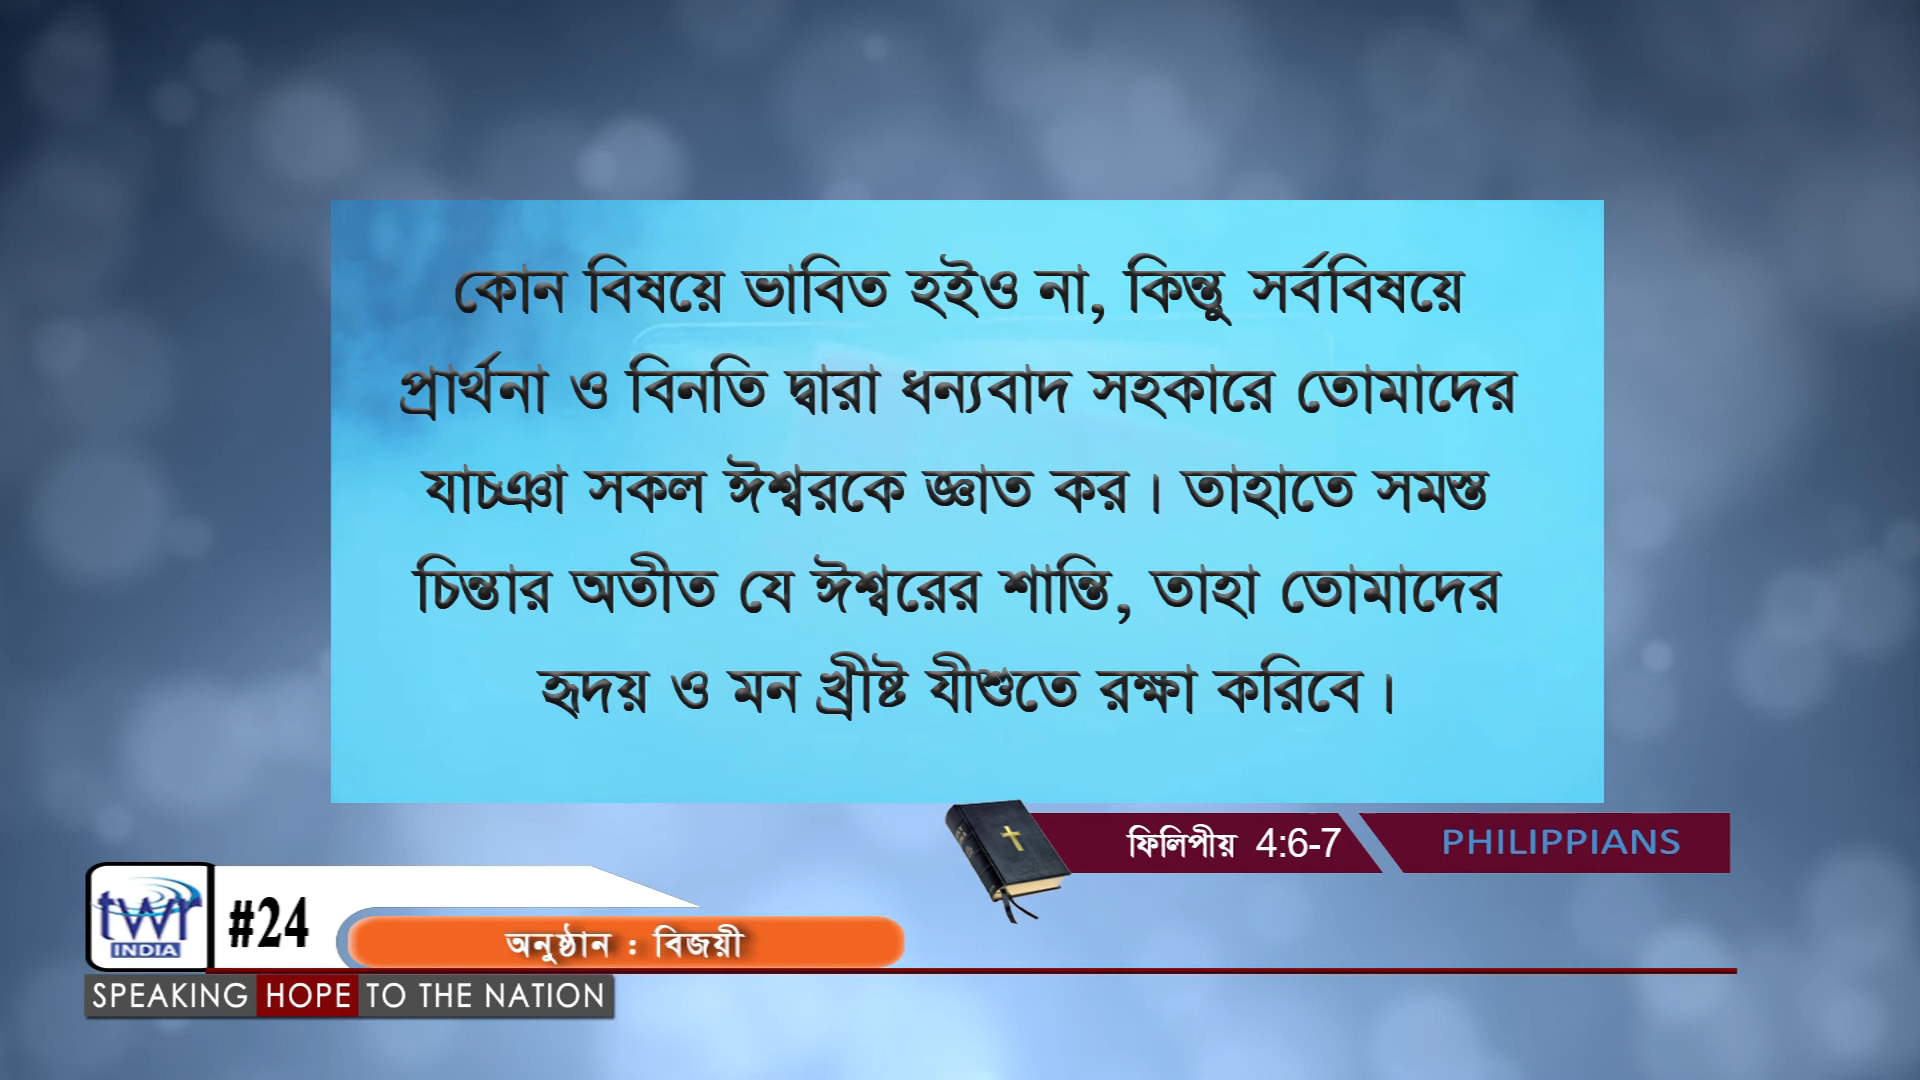 কোন বিষয়ে ভাবিত হইও না, কিন্তু সর্ববিষয়ে
প্রার্থনা ও বিনতি দ্বারা ধন্যবাদ সহকারে তোমাদের
যাচঞা সকল ঈশ্বরকে জ্ঞাত কর। তাহাতে সমস্ত
চিন্তার অতীত যে ঈশ্বরের শান্তি, তাহা তোমাদের
হৃদয় ও মন খ্রীষ্ট যীশুতে রক্ষা করিবে।
ফিলিপীয় 4:6-7
PHILIPPIANS
twr
INDIA
#24
অনুষ্ঠান : বিজয়ী
SPEAKING HOPE TO THE NATION